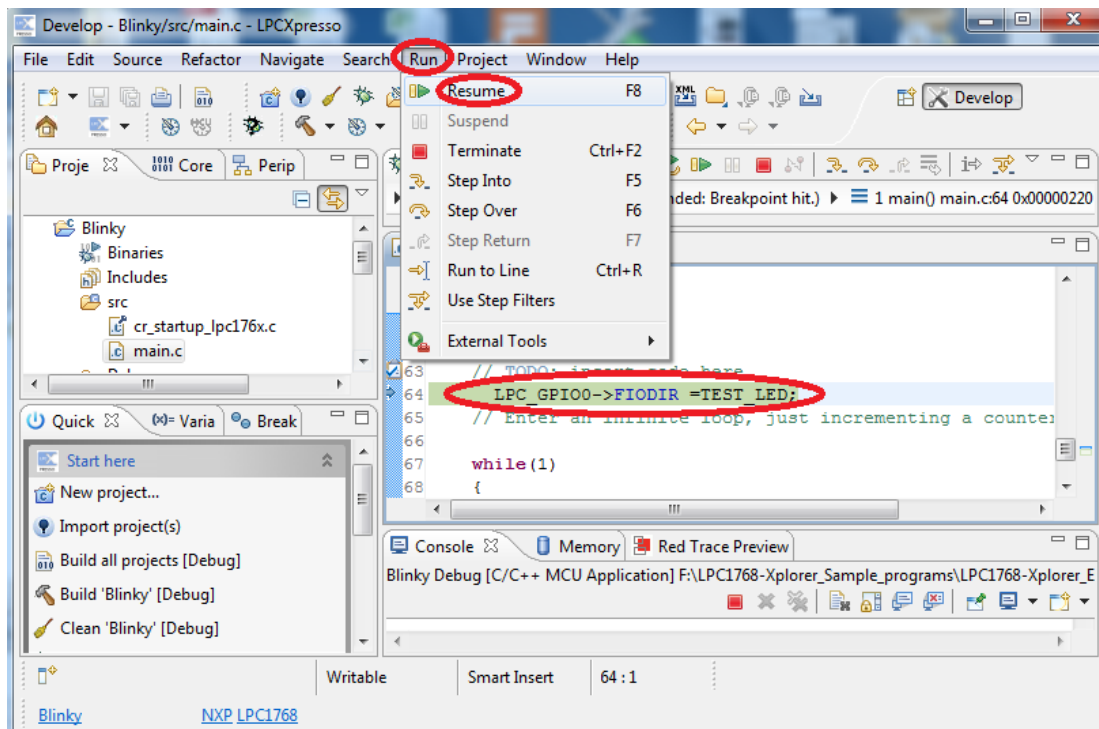 Develop - Blinky/src/main.c - LPCXpresso
File Edit Source Refactor Navigate Search Run Project Window Help
Resume F8
Suspend
Terminate Ctrl+F2
Step Into F5
Step Over F6
Step Return F7
Run to Line Ctrl+R
Use Step Filters
External Tools
Develop
Proje Core Perip
Blinky
Binaries
Includes
src
cr_startup_lpc176x.c
main.c
nded: Breakpoint hit.) 1 main() main.c:64 0x00000220
63 // TODO: insert code here
64 LPC_GPIO0->FIODIR =TEST_LED;
65 // Enter an infinite loop, just incrementing a counter
66
67 while(1)
68 {
Quick (x)= Varia Break
Start here
New project...
Import project(s)
Build all projects [Debug]
Build 'Blinky' [Debug]
Clean 'Blinky' [Debug]
Console Memory Red Trace Preview
Blinky Debug [C/C++ MCU Application] F:\LPC1768-Xplorer_Sample_programs\LPC1768-Xplorer_E
Writable Smart Insert 64 : 1
Blinky NXP LPC1768